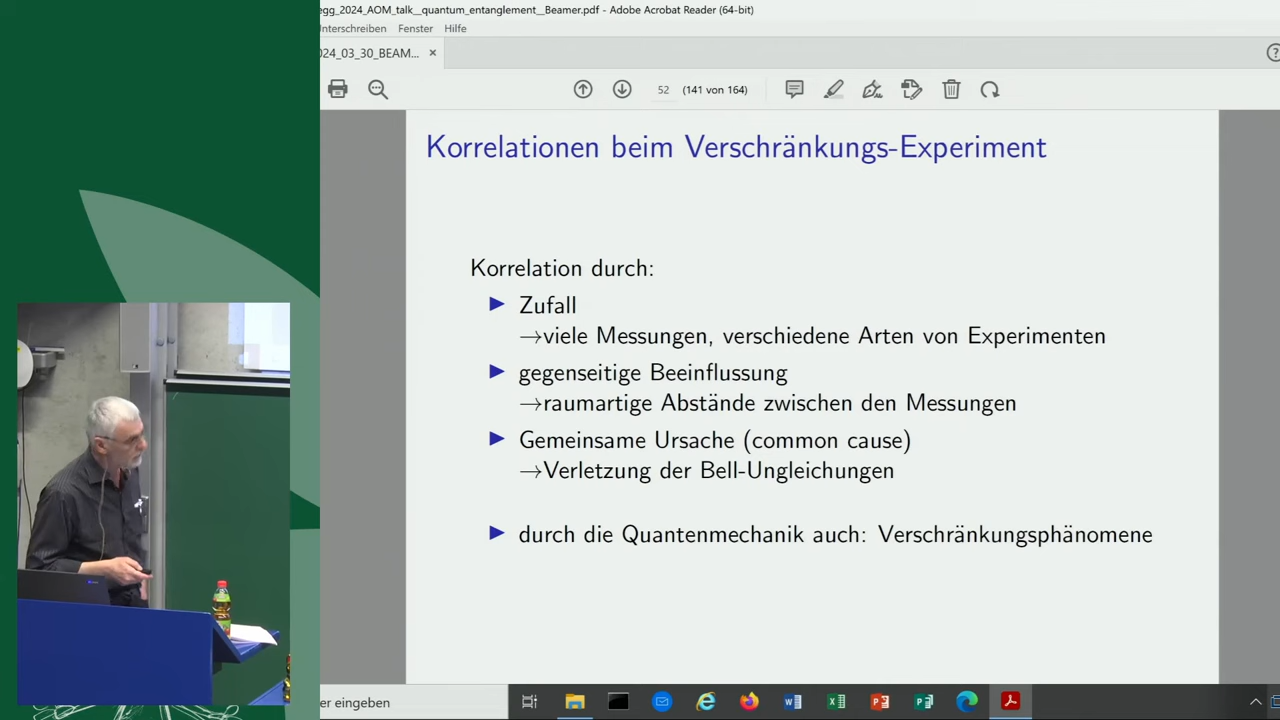 egg_2024_AOM_talk__quantum_entanglement__Beamer.pdf - Adobe Acrobat Reader (64-bit)
nterschreiben Fenster Hilfe
024_03_30_BEAM... ×
52 (141 von 164)
Korrelationen beim Verschränkungs-Experiment
Korrelation durch:
▶ Zufall
→viele Messungen, verschiedene Arten von Experimenten
▶ gegenseitige Beeinflussung
→raumartige Abstände zwischen den Messungen
▶ Gemeinsame Ursache (common cause)
→Verletzung der Bell-Ungleichungen
▶ durch die Quantenmechanik auch: Verschränkungsphänomene
er eingeben